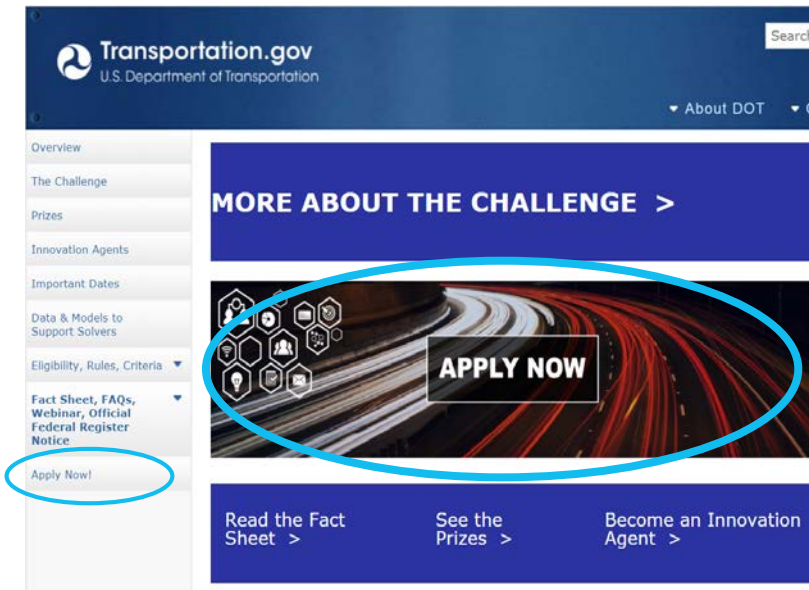 Transportation.gov
U.S. Department of Transportation
Search
About DOT
Overview
The Challenge
Prizes
Innovation Agents
Important Dates
Data & Models to
Support Solvers
Eligibility, Rules, Criteria
Fact Sheet, FAQs,
Webinar, Official
Federal Register
Notice
Apply Now!
MORE ABOUT THE CHALLENGE >
APPLY NOW
Read the Fact
Sheet >
See the
Prizes >
Become an Innovation
Agent >